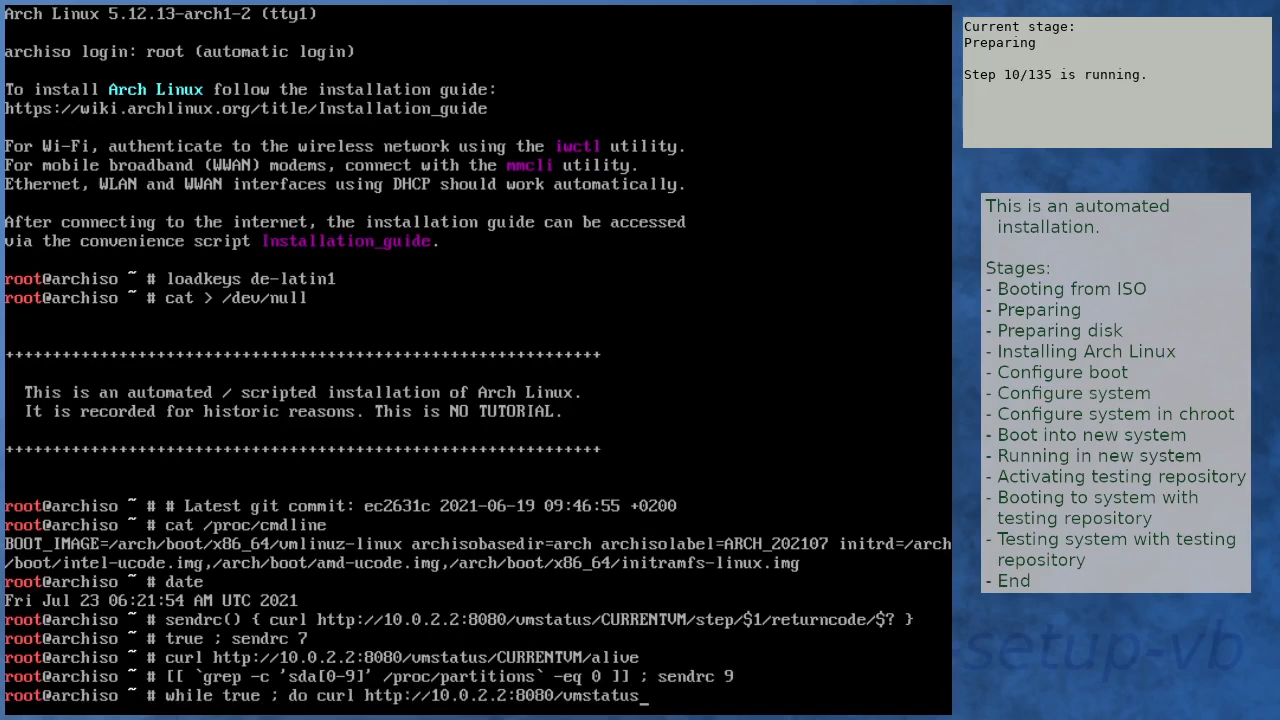 Arch Linux 5.12.13-arch1-2 (tty1)
archiso login: root (automatic login)
To install Arch Linux follow the installation guide:
https://wiki.archlinux.org/title/Installation_guide
For Wi-Fi, authenticate to the wireless network using the iwctl utility.
For mobile broadband (WWAN) modems, connect with the mmcli utility.
Ethernet, WLAN and WWAN interfaces using DHCP should work automatically.
After connecting to the internet, the installation guide can be accessed
via the convenience script Installation_guide.
root@archiso ~ # loadkeys de-latin1
root@archiso ~ # cat > /dev/null
+++++++++++++++++++++++++++++++++++++++++++++++++++++++++++++++
This is an automated / scripted installation of Arch Linux.
It is recorded for historic reasons. This is NO TUTORIAL.
+++++++++++++++++++++++++++++++++++++++++++++++++++++++++++++++
root@archiso ~ # # Latest git commit: ec2631c 2021-06-19 09:46:55 +0200
root@archiso ~ # cat /proc/cmdline
BOOT_IMAGE=/arch/boot/x86_64/vmlinuz-linux archisobasedir=arch archisolabel=ARCH_202107 initrd=/arch
/boot/intel-ucode.img,/arch/boot/amd-ucode.img,/arch/boot/x86_64/initramfs-linux.img
root@archiso ~ # date
Fri Jul 23 06:21:54 AM UTC 2021
root@archiso ~ # sendrc() { curl http://10.0.2.2:8080/vmstatus/CURRENTVM/step/$1/returncode/$? }
root@archiso ~ # true ; sendrc 7
root@archiso ~ # curl http://10.0.2.2:8080/vmstatus/CURRENTVM/alive
root@archiso ~ # [[ `grep -c 'sda[0-9]' /proc/partitions` -eq 0 ]] ; sendrc 9
root@archiso ~ # while true ; do curl http://10.0.2.2:8080/vmstatus_
Current stage:
Preparing
Step 10/135 is running.
This is an automated
installation.
Stages:
- Booting from ISO
- Preparing
- Preparing disk
- Installing Arch Linux
- Configure boot
- Configure system
- Configure system in chroot
- Boot into new system
- Running in new system
- Activating testing repository
- Booting to system with
testing repository
- Testing system with testing
repository
- End
-setup-vb